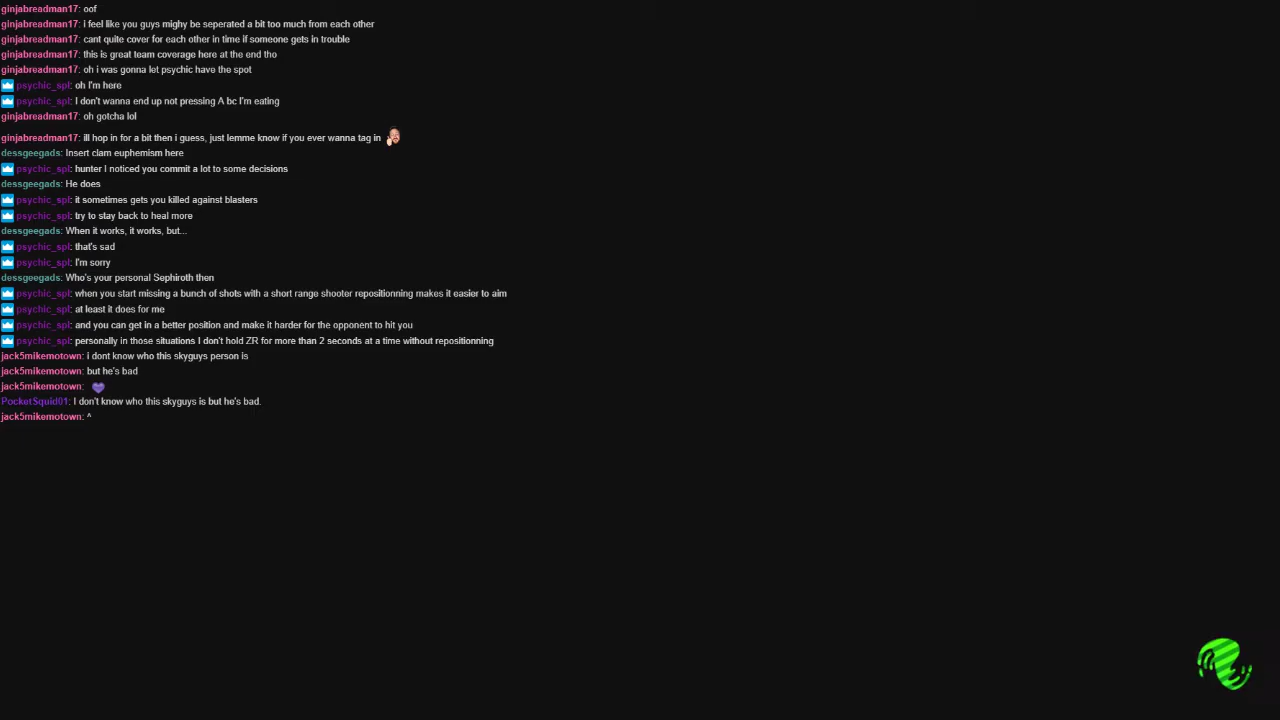 ginjabreadman17: oof
ginjabreadman17: i feel like you guys mighy be seperated a bit too much from each other
ginjabreadman17: cant quite cover for each other in time if someone gets in trouble
ginjabreadman17: this is great team coverage here at the end tho
ginjabreadman17: oh i was gonna let psychic have the spot
psychic_spl: oh I'm here
psychic_spl: I don't wanna end up not pressing A bc I'm eating
ginjabreadman17: oh gotcha lol
ginjabreadman17: ill hop in for a bit then i guess, just lemme know if you ever wanna tag in
dessgeegads: Insert clam euphemism here
psychic_spl: hunter I noticed you commit a lot to some decisions
dessgeegads: He does
psychic_spl: it sometimes gets you killed against blasters
psychic_spl: try to stay back to heal more
dessgeegads: When it works, it works, but...
psychic_spl: that's sad
psychic_spl: I'm sorry
dessgeegads: Who's your personal Sephiroth then
psychic_spl: when you start missing a bunch of shots with a short range shooter repositionning makes it easier to aim
psychic_spl: at least it does for me
psychic_spl: and you can get in a better position and make it harder for the opponent to hit you
psychic_spl: personally in those situations I don't hold ZR for more than 2 seconds at a time without repositionning
jack5mikemotown: i dont know who this skyguys person is
jack5mikemotown: but he's bad
jack5mikemotown:
PocketSquid01: I don't know who this skyguys is but he's bad.
jack5mikemotown: ^